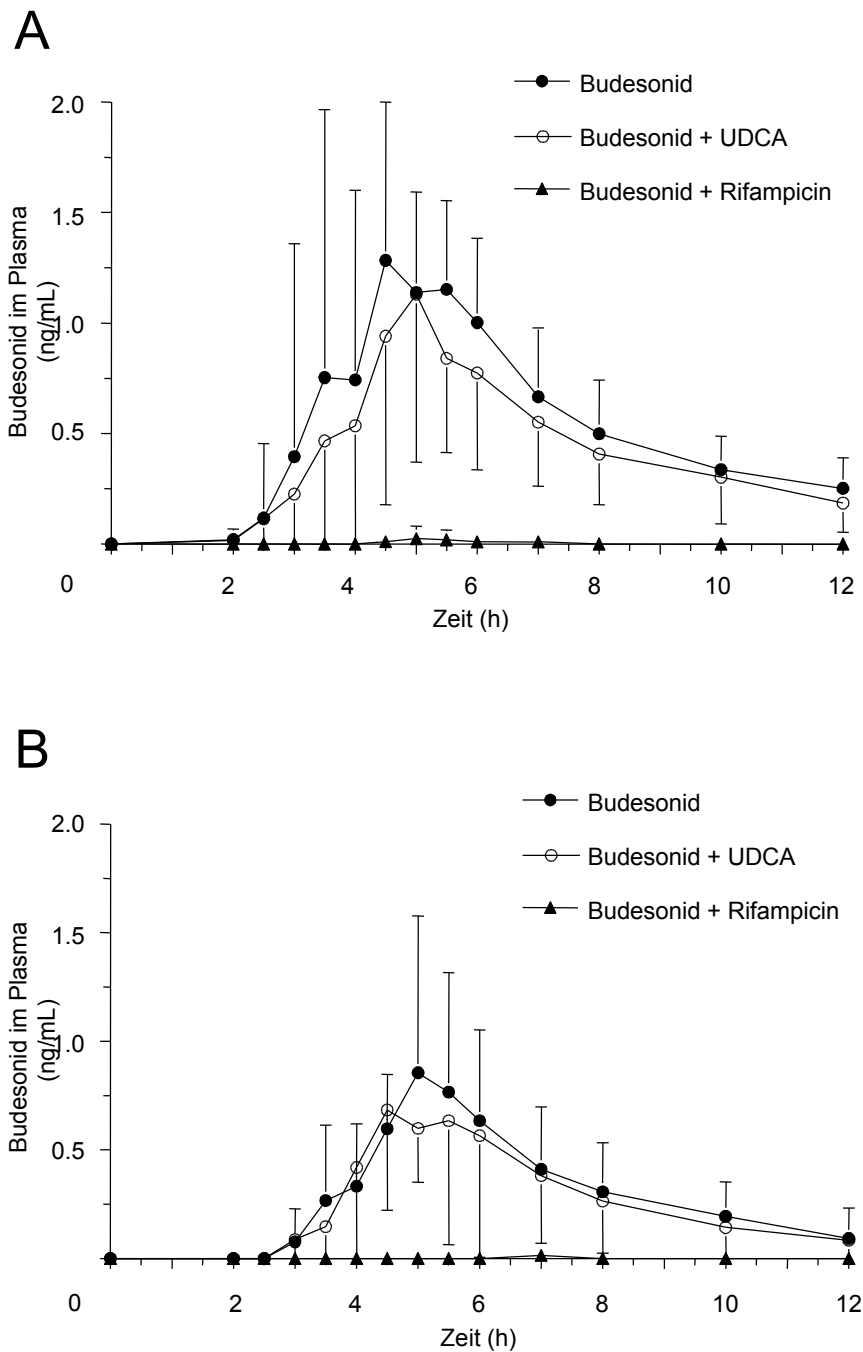 A
Budesonid
Budesonid + UDCA
Budesonid + Rifampicin
2.0
1.5
1.0
0.5
Budesonid im Plasma
(ng/mL)
0
2
4
6
8
10
12
Zeit (h)
B
Budesonid
Budesonid + UDCA
Budesonid + Rifampicin
2.0
1.5
1.0
0.5
Budesonid im Plasma
(ng/mL)
0
2
4
6
8
10
12
Zeit (h)